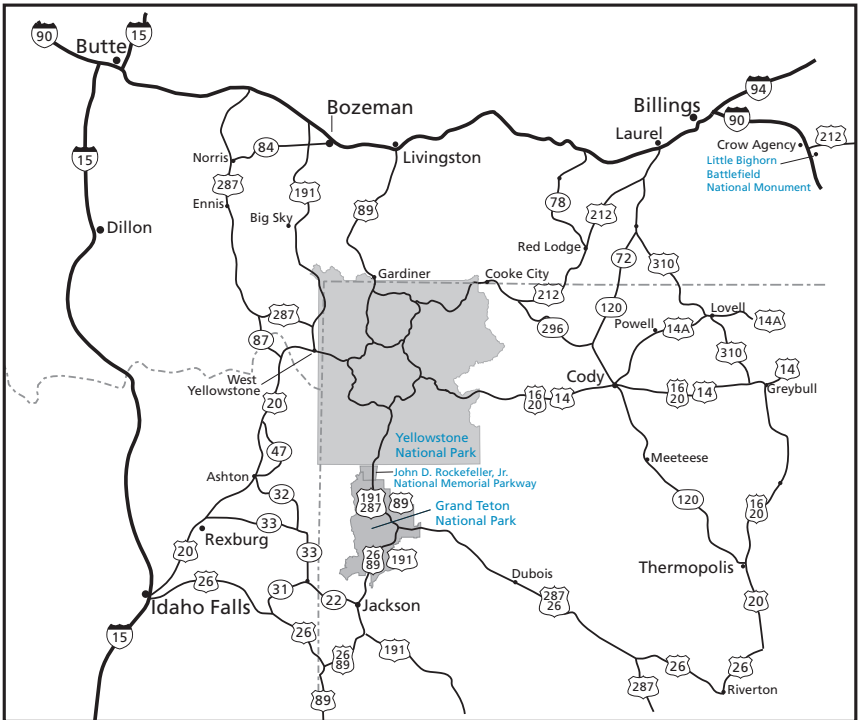 90
15
Butte
15
Bozeman
Billings
94
90
Laurel
Crow Agency
212
Little Bighorn
Battlefield
National Monument
Norris
84
Livingston
287
191
89
78
212
Ennis
Big Sky
Dillon
Red Lodge
72
310
Gardiner
Cooke City
212
287
87
296
120
Powell
14A
Lovell
14A
310
West
Yellowstone
20
Cody
16
20
14
16
20
14
14
Greybull
Yellowstone
National Park
47
Meeteese
Ashton
John D. Rockefeller, Jr.
National Memorial Parkway
32
191
287
89
Grand Teton
National Park
120
16
20
33
Rexburg
20
33
26
89
191
26
Dubois
Thermopolis
31
22
Jackson
287
26
20
Idaho Falls
15
26
26
89
191
26
26
287
Riverton
89